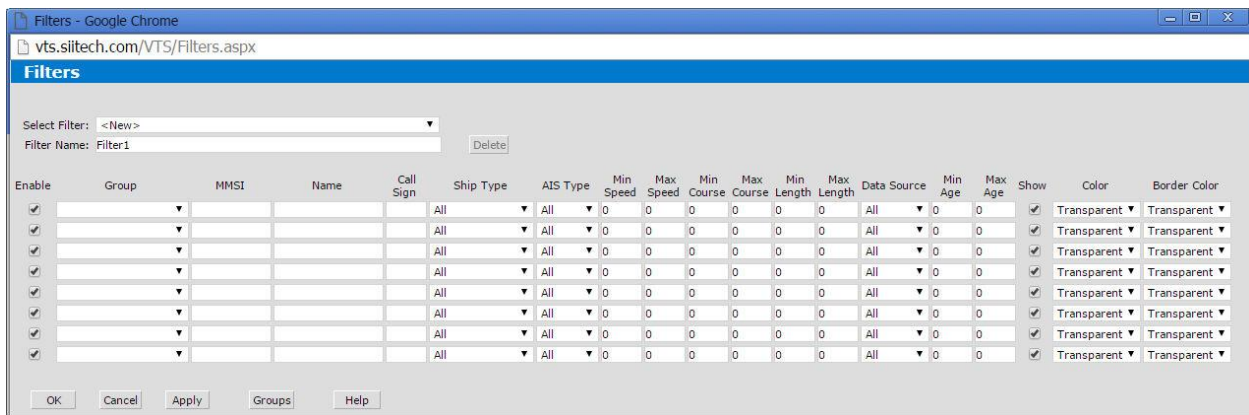 Filters - Google Chrome
vts.siitech.com/VTS/Filters.aspx
Filters
Select Filter: <New>
Filter Name: Filter1 Delete
Enable Group MMSI Name Call Sign Ship Type AIS Type Min Speed Max Speed Min Course Max Course Min Length Max Length Data Source Min Age Max Age Show Color Border Color
All All 0 0 0 0 0 0 All 0 0 Transparent Transparent
All All 0 0 0 0 0 0 All 0 0 Transparent Transparent
All All 0 0 0 0 0 0 All 0 0 Transparent Transparent
All All 0 0 0 0 0 0 All 0 0 Transparent Transparent
All All 0 0 0 0 0 0 All 0 0 Transparent Transparent
All All 0 0 0 0 0 0 All 0 0 Transparent Transparent
All All 0 0 0 0 0 0 All 0 0 Transparent Transparent
All All 0 0 0 0 0 0 All 0 0 Transparent Transparent
OK Cancel Apply Groups Help